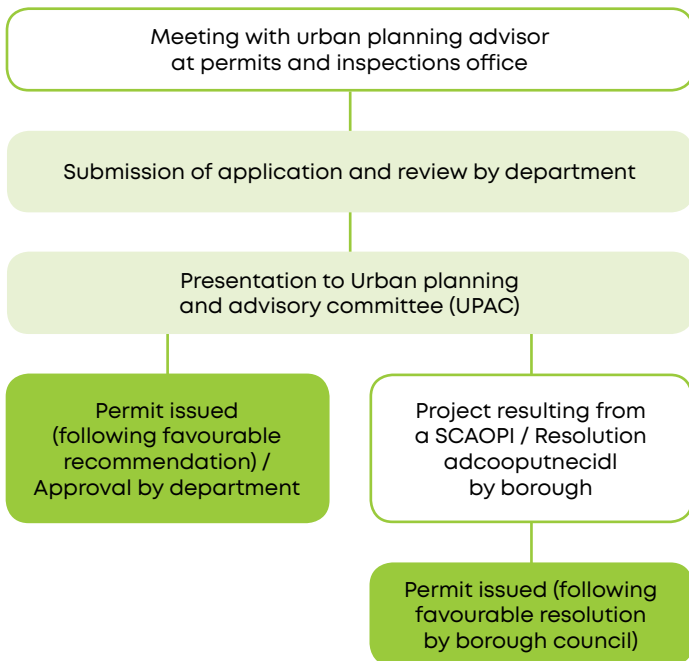 Meeting with urban planning advisor
at permits and inspections office
Submission of application and review by department
Presentation to Urban planning
and advisory committee (UPAC)
Permit issued
(following favourable
recommendation) /
Approval by department
Project resulting from
a SCAOPI / Resolution
adcooputnecidl
by borough
Permit issued (following
favourable resolution
by borough council)